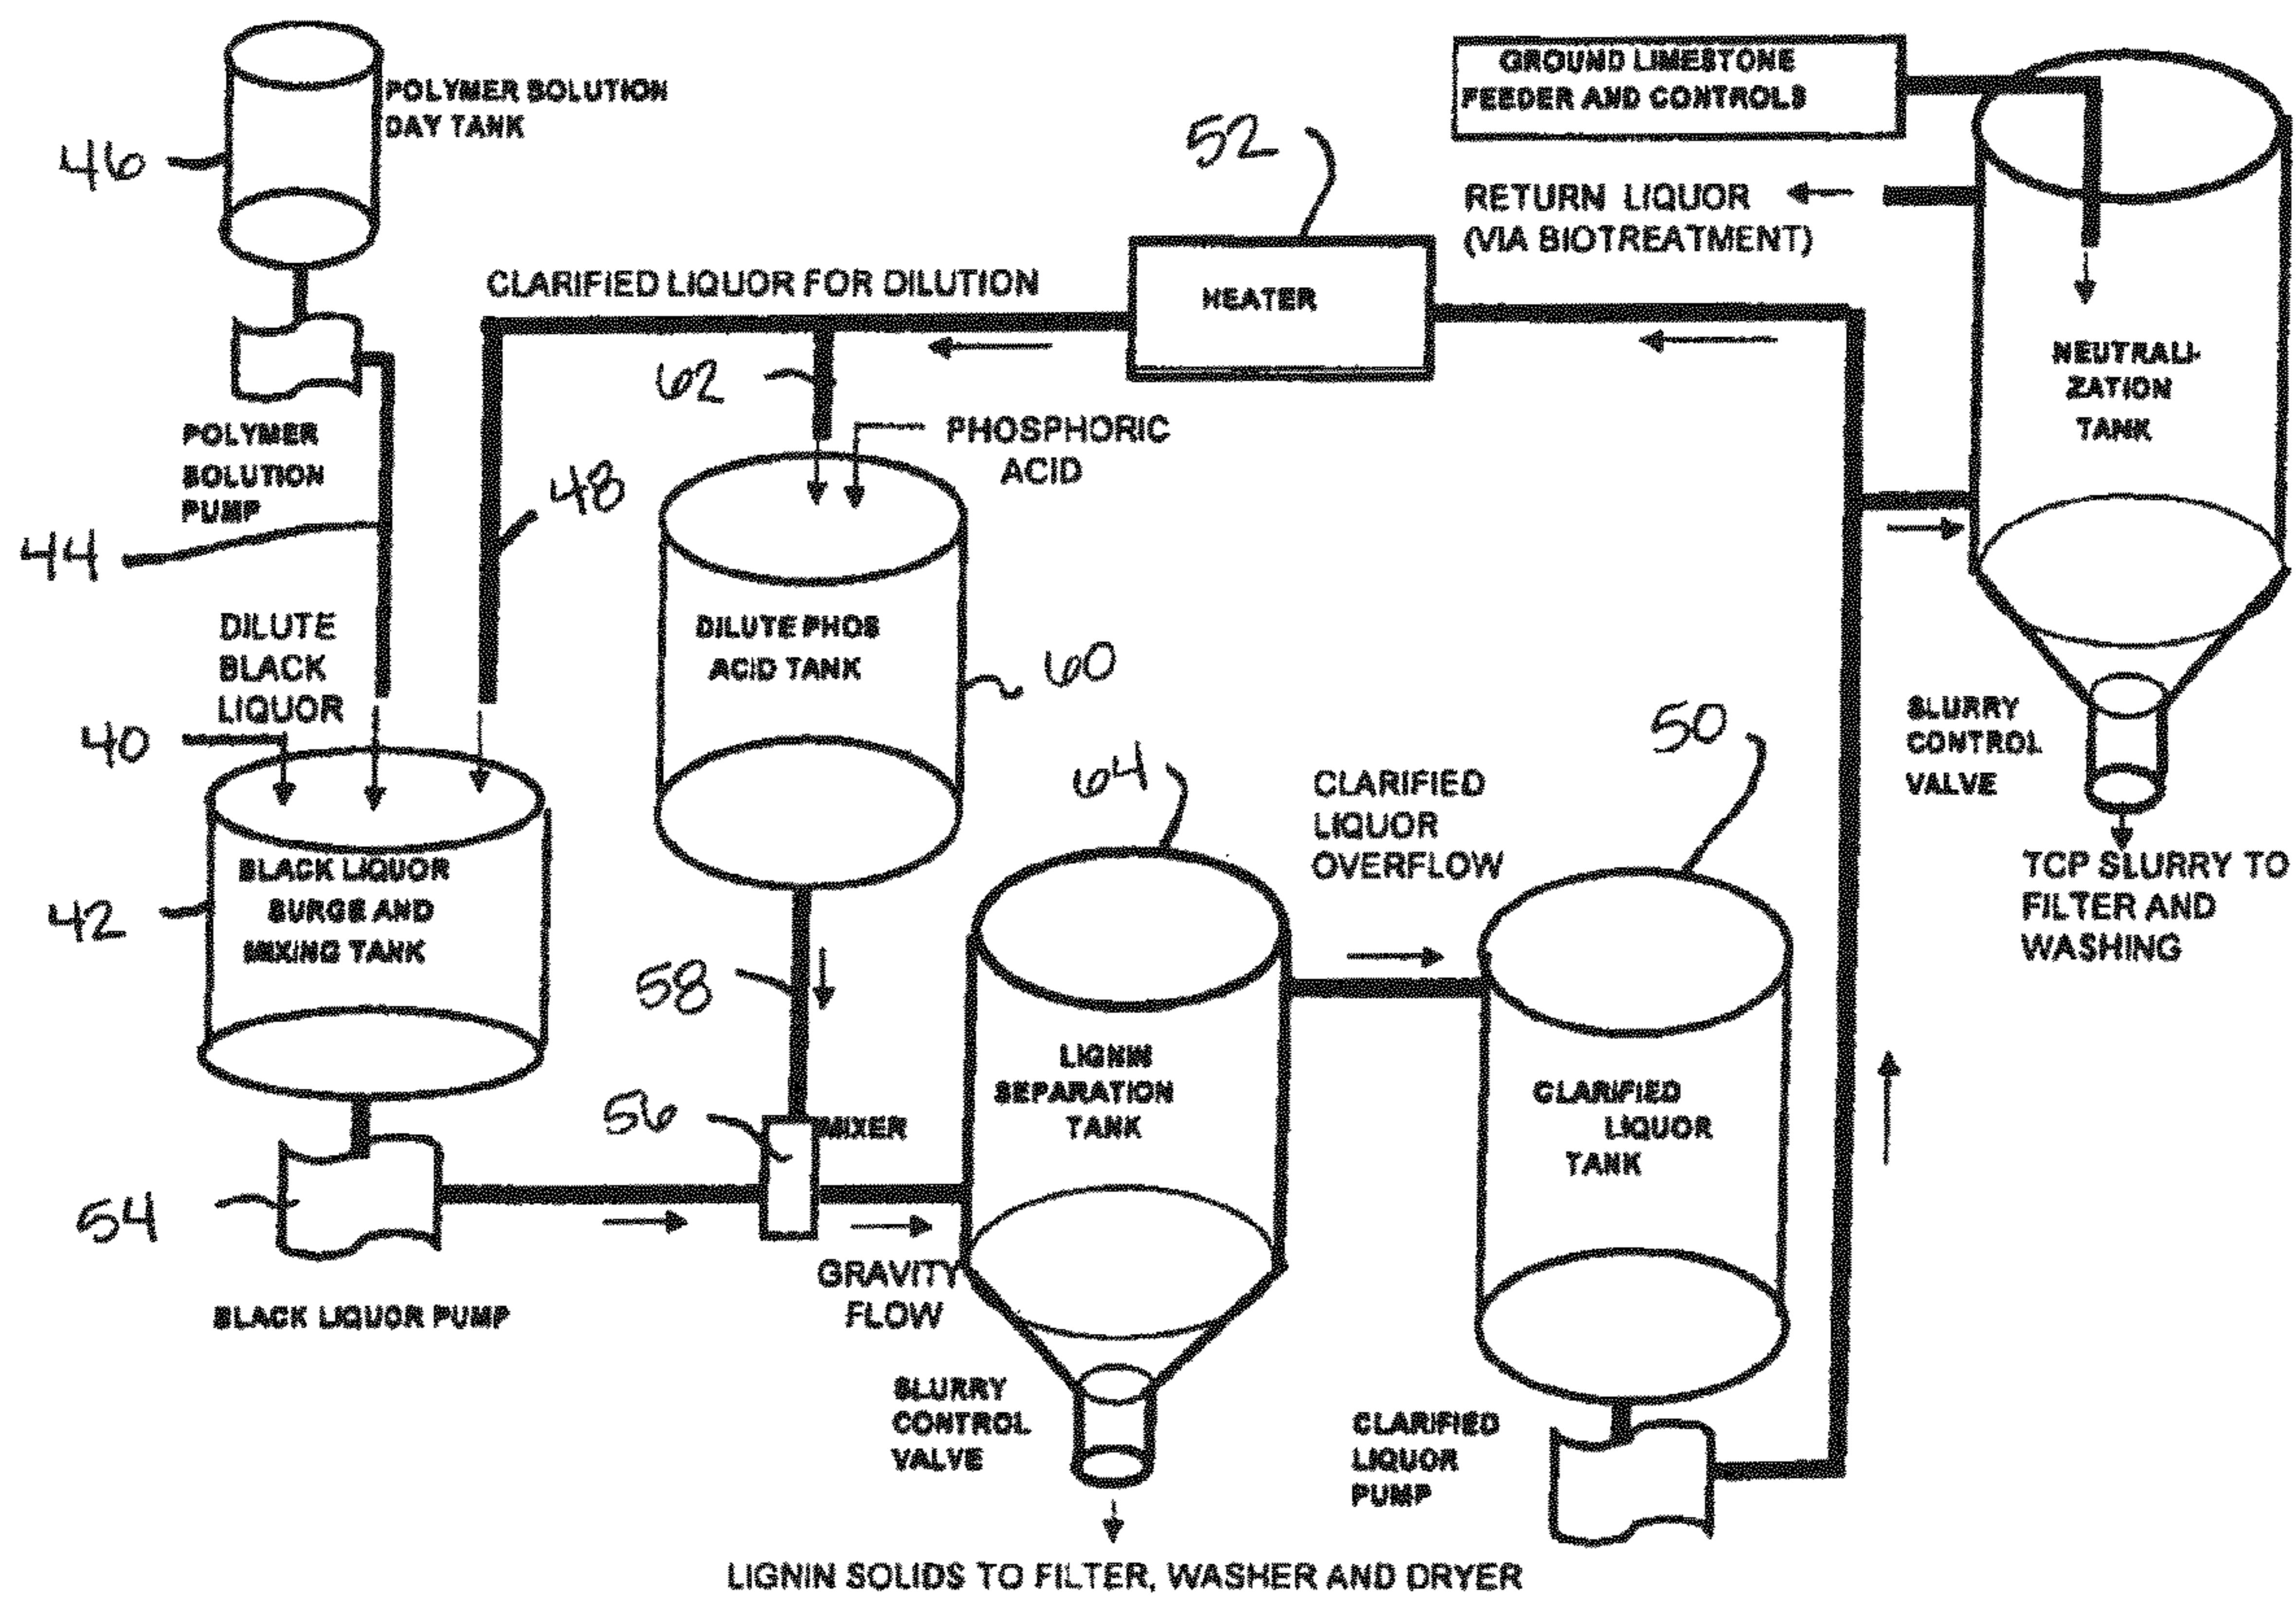 GROUND LIMESTONE
FEEDER AND CONTROLS
POLYMER SOLUTION
DAY TANK
46
52
RETURN LIQUOR
(VIA BIOTREATMENT)
CLARIFIED LIQUOR FOR DILUTION
HEATER
NEUTRALI-
ZATION
TANK
62
PHOSPHORIC
ACID
POLYMER
SOLUTION
PUMP
48
44
DILUTE
BLACK
LIQUOR
40
DILUTE PHOS
ACID TANK
60
50
SLURRY
CONTROL
VALVE
64
CLARIFIED
LIQUOR
OVERFLOW
TCP SLURRY TO
FILTER AND
WASHING
BLACK LIQUOR
SURGE AND
MIXING TANK
42
58
LIGNIN
SEPARATION
TANK
CLARIFIED
LIQUOR
TANK
56
MIXER
54
GRAVITY
FLOW
BLACK LIQUOR PUMP
SLURRY
CONTROL
VALVE
CLARIFIED
LIQUOR
PUMP
LIGNIN SOLIDS TO FILTER, WASHER AND DRYER